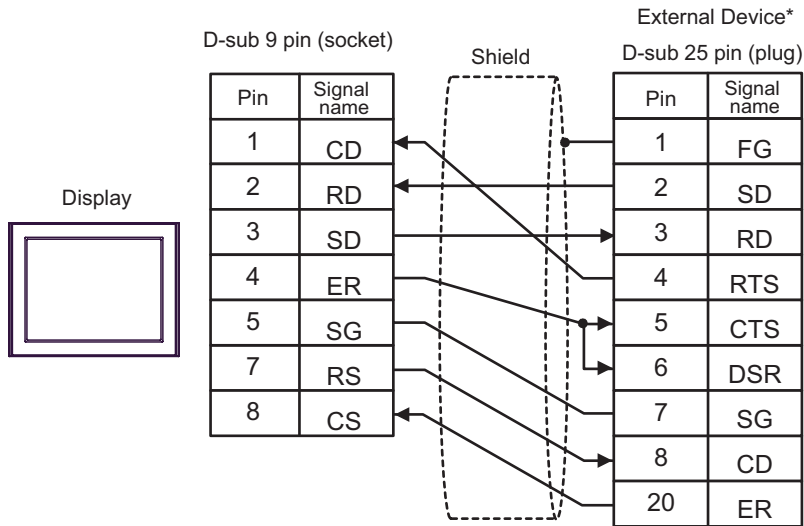 External Device*
D-sub 9 pin (socket)
Shield
D-sub 25 pin (plug)
Display
Pin Signal name
1 CD
2 RD
3 SD
4 ER
5 SG
7 RS
8 CS
Pin Signal name
1 FG
2 SD
3 RD
4 RTS
5 CTS
6 DSR
7 SG
8 CD
20 ER